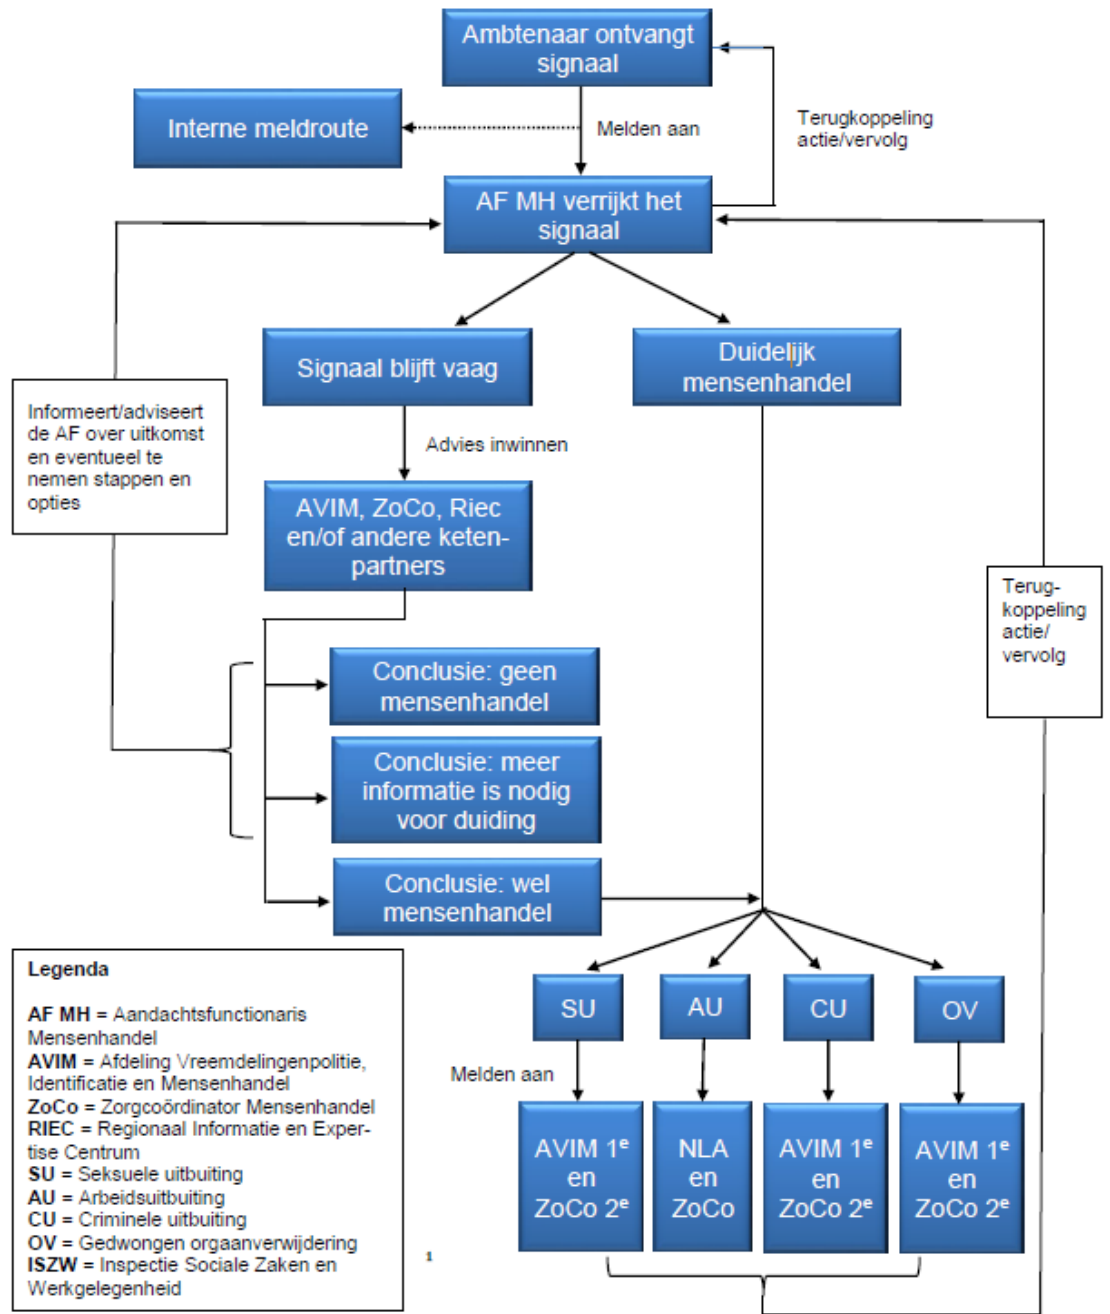 Ambtenaar ontvangt
signaal
Interne meldroute
Melden aan
Terugkoppeling
actie/vervolg
AF MH verrijkt het
signaal
Signaal blijft vaag
Duidelijk
mensenhandel
Informeert/adviseert
de AF over uitkomst
en eventueel te
nemen stappen en
opties
Advies inwinnen
AVIM, ZoCo, Riec
en/of andere keten-
partners
Terug-
koppeling
actie/
vervolg
Conclusie: geen
mensenhandel
Conclusie: meer
informatie is nodig
voor duiding
Conclusie: wel
mensenhandel
SU
AU
CU
OV
Melden aan
AVIM 1e
en
ZoCo 2e
NLA
en
ZoCo
AVIM 1e
en
ZoCo 2e
AVIM 1e
en
ZoCo 2e
Legenda
AF MH = Aandachtsfunctionaris
Mensenhandel
AVIM = Afdeling Vreemdelingenpolitie,
Identificatie en Mensenhandel
ZoCo = Zorgcoördinator Mensenhandel
RIEC = Regionaal Informatie en Exper-
tise Centrum
SU = Seksuele uitbuiting
AU = Arbeidsuitbuiting
CU = Criminele uitbuiting
OV = Gedwongen orgaanverwijdering
ISZW = Inspectie Sociale Zaken en
Werkgelegenheid
1